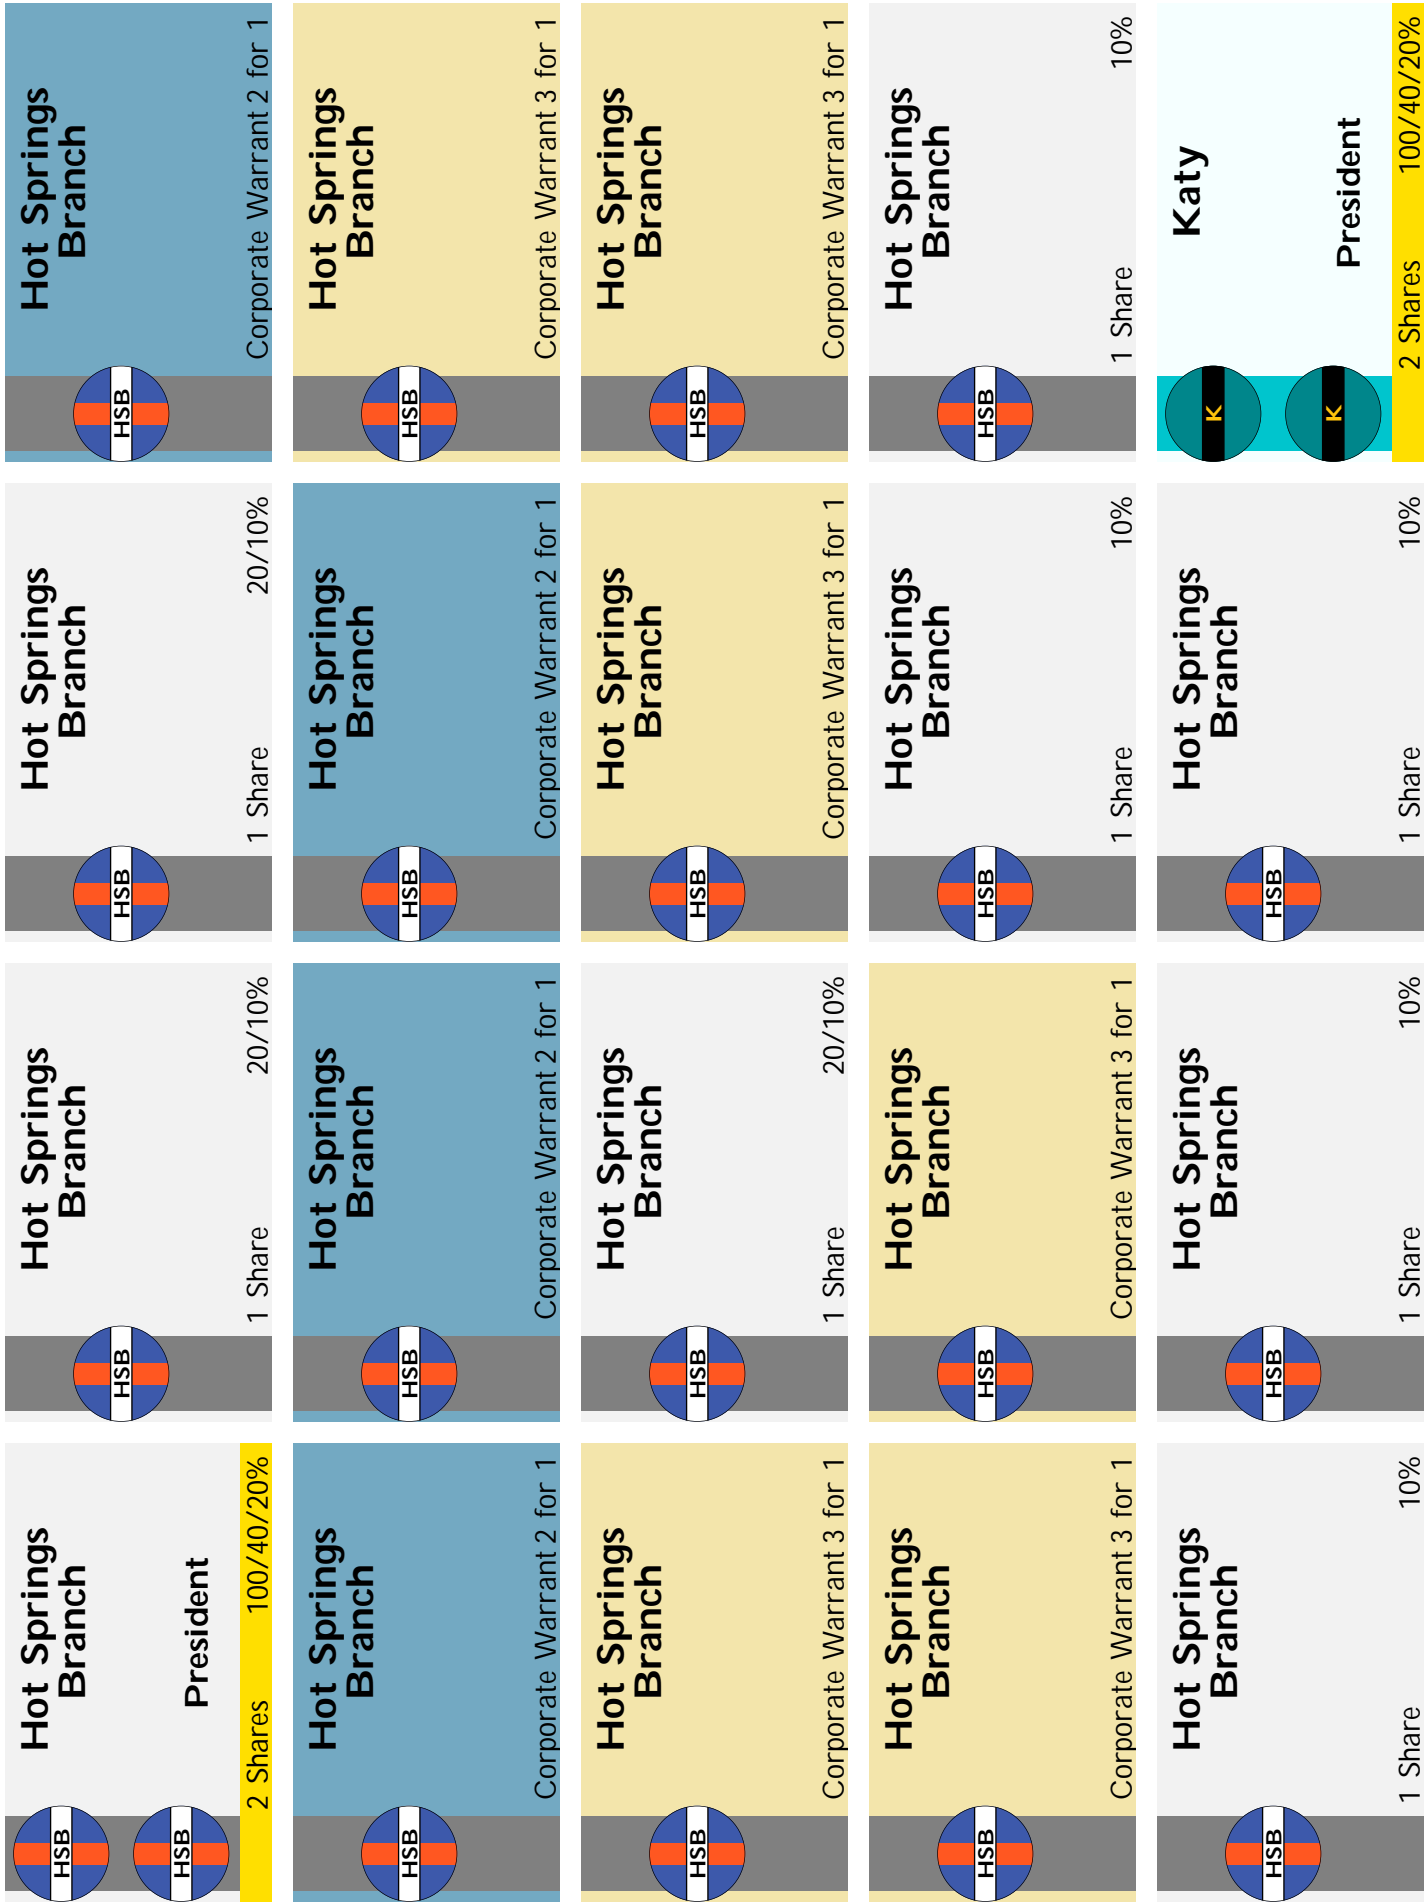 Hot Springs
Branch
HSB
HSB
President
2 Shares 100/40/20%
Hot Springs
Branch
HSB
1 Share 20/10%
Hot Springs
Branch
HSB
1 Share 20/10%
Hot Springs
Branch
HSB
Corporate Warrant 2 for 1
Hot Springs
Branch
HSB
Corporate Warrant 2 for 1
Hot Springs
Branch
HSB
Corporate Warrant 2 for 1
Hot Springs
Branch
HSB
Corporate Warrant 2 for 1
Hot Springs
Branch
HSB
Corporate Warrant 3 for 1
Hot Springs
Branch
HSB
Corporate Warrant 3 for 1
Hot Springs
Branch
HSB
1 Share 20/10%
Hot Springs
Branch
HSB
Corporate Warrant 3 for 1
Hot Springs
Branch
HSB
Corporate Warrant 3 for 1
Hot Springs
Branch
HSB
Corporate Warrant 3 for 1
Hot Springs
Branch
HSB
Corporate Warrant 3 for 1
Hot Springs
Branch
HSB
1 Share 10%
Hot Springs
Branch
HSB
1 Share 10%
Hot Springs
Branch
HSB
1 Share 10%
Hot Springs
Branch
HSB
1 Share 10%
Hot Springs
Branch
HSB
1 Share 10%
Katy
K
K
President
2 Shares 100/40/20%